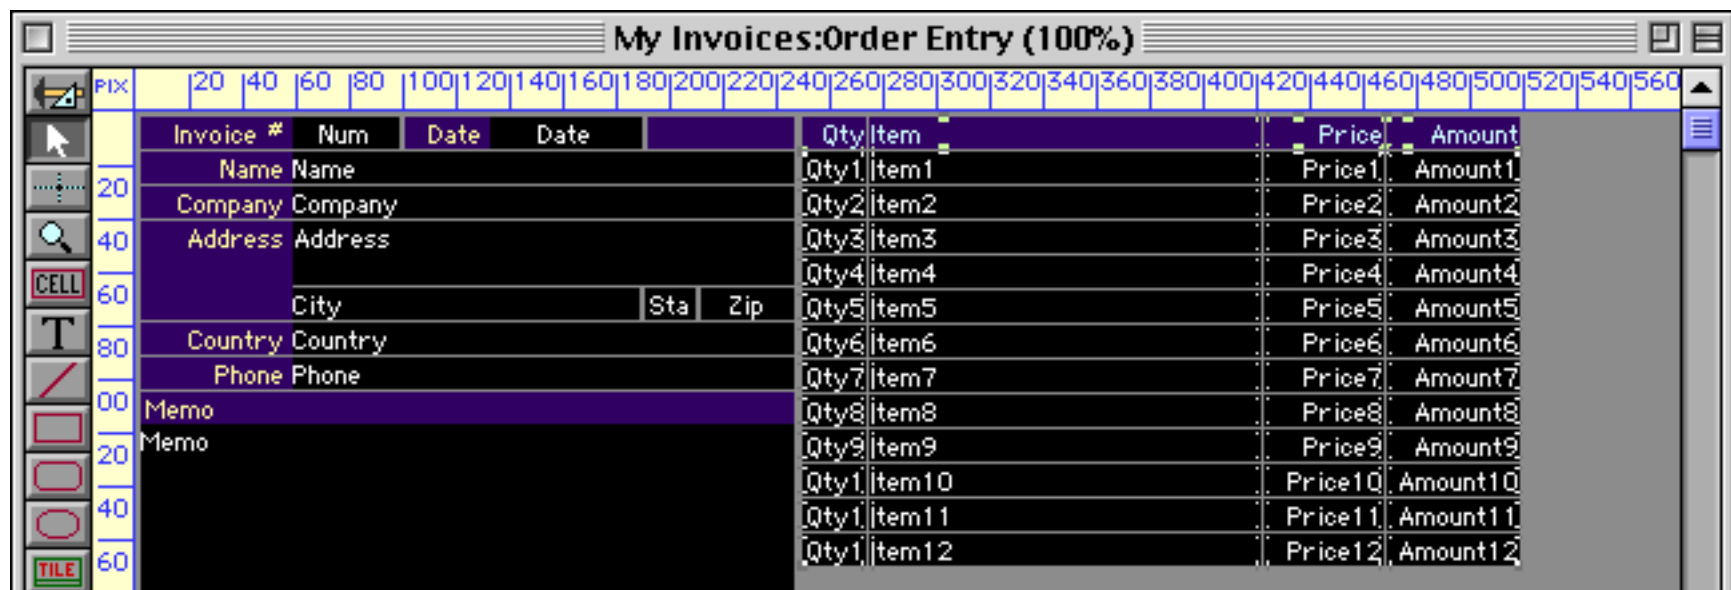 My Invoices:Order Entry (100%)
PIX |20 |40 |60 |80 |100|120|140|160|180|200|220|240|260|280|300|320|340|360|380|400|420|440|460|480|500|520|540|560
Invoice # Num Date Date Qty Item Price Amount
Name Name Qty1 Item1 Price1 Amount1
20
Company Company Qty2 Item2 Price2 Amount2
40 Address Address Qty3 Item3 Price3 Amount3
CELL Qty4 Item4 Price4 Amount4
60 City Sta Zip Qty5 Item5 Price5 Amount5
T 80 Country Country Qty6 Item6 Price6 Amount6
Phone Phone Qty7 Item7 Price7 Amount7
00 Memo Qty8 Item8 Price8 Amount8
20 Memo Qty9 Item9 Price9 Amount9
Qty1 Item10 Price10 Amount10
40 Qty1 Item11 Price11 Amount11
TILE 60 Qty1 Item12 Price12 Amount12